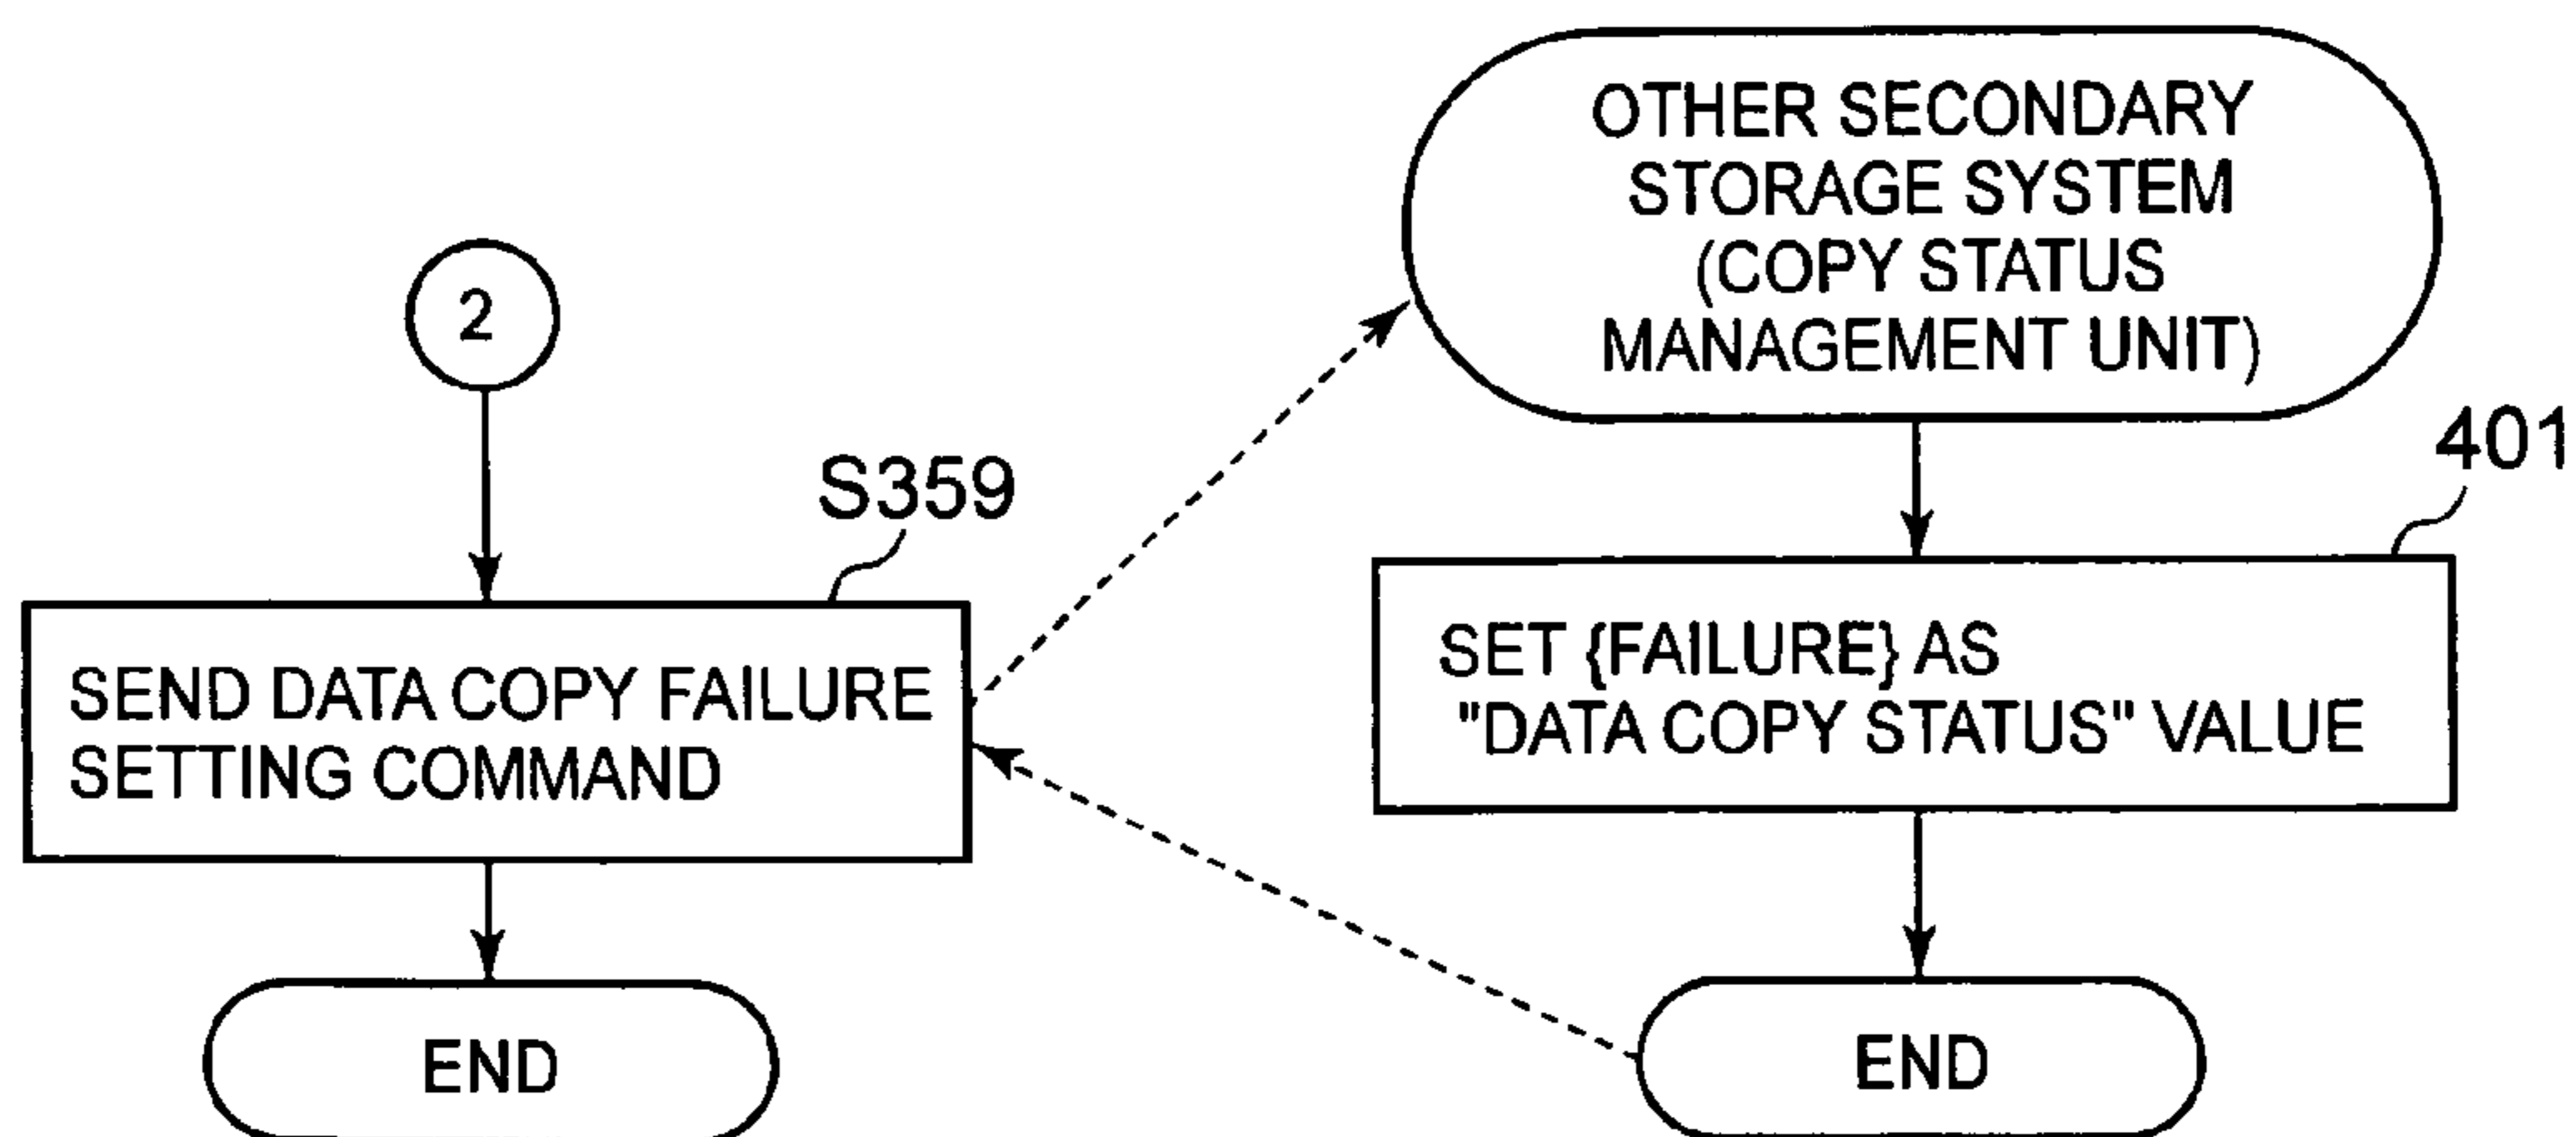 2
S359
SEND DATA COPY FAILURE
SETTING COMMAND
END
OTHER SECONDARY
STORAGE SYSTEM
(COPY STATUS
MANAGEMENT UNIT)
401
SET {FAILURE} AS
"DATA COPY STATUS" VALUE
END